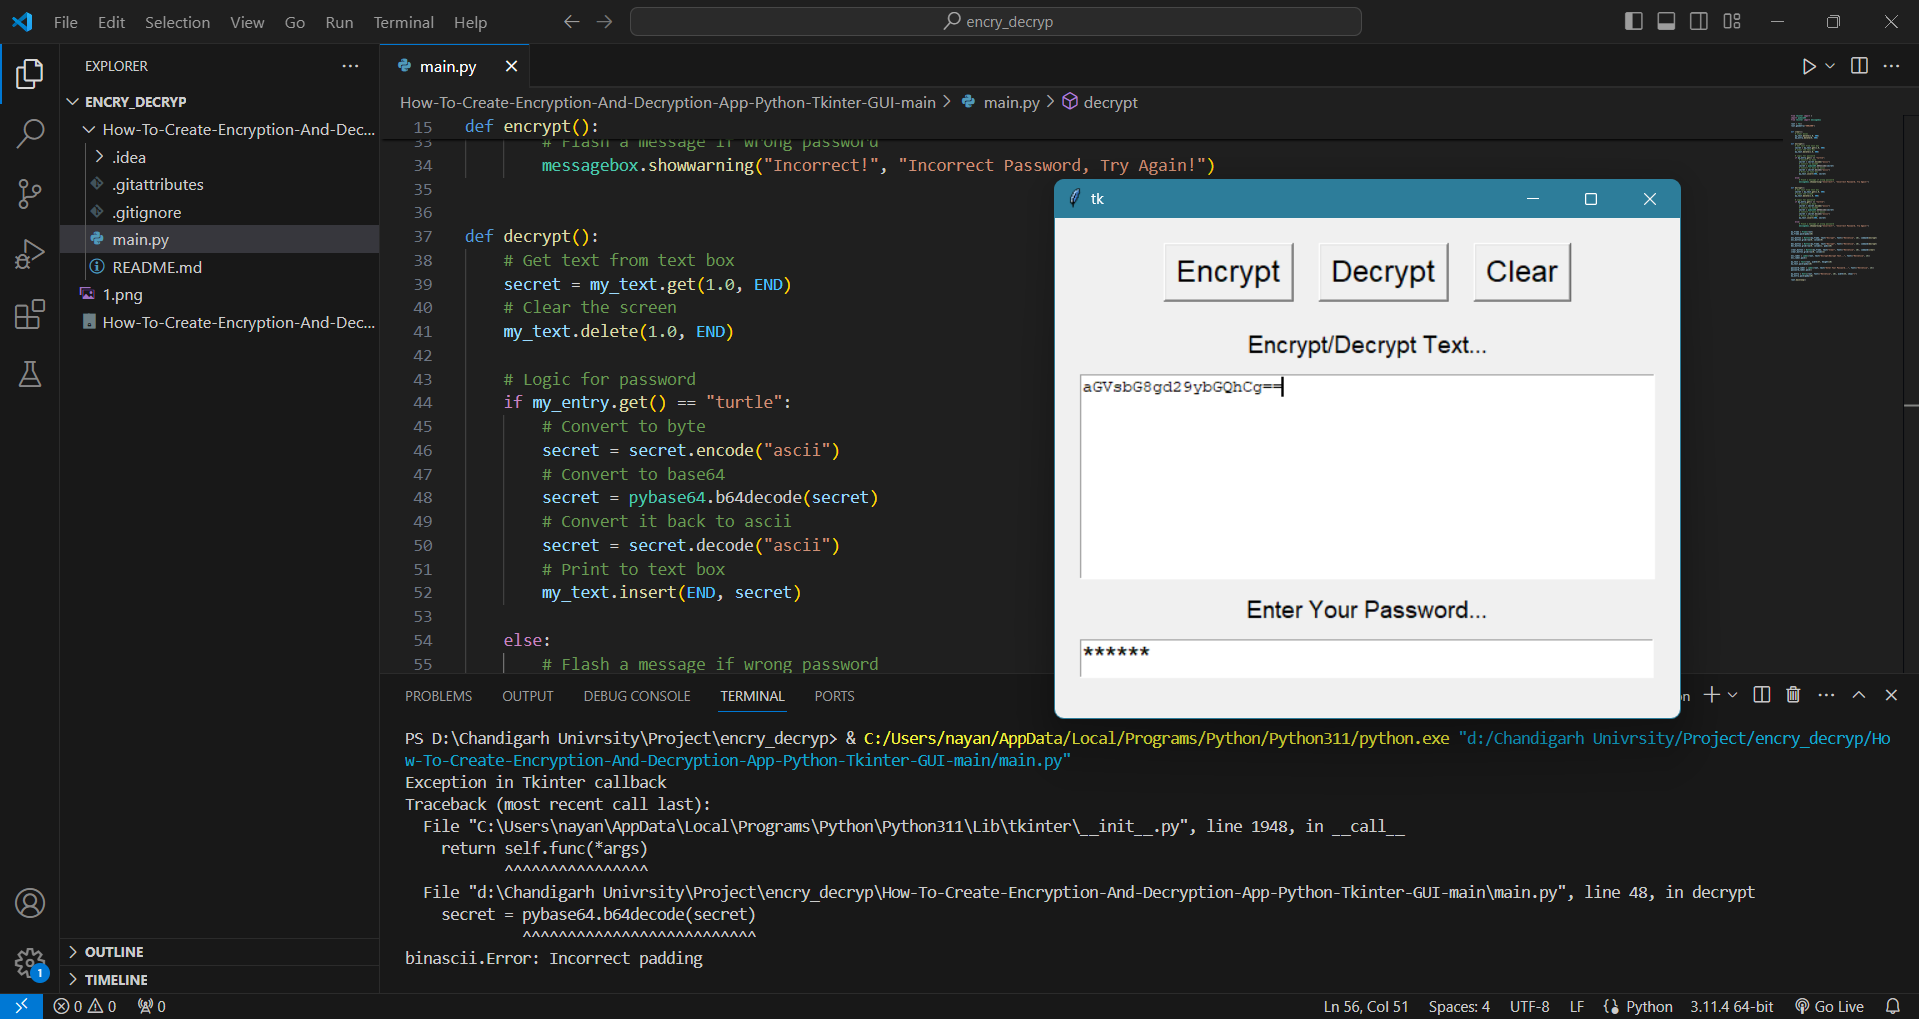 File Edit Selection View Go Run Terminal Help
encry_decryp
EXPLORER
ENCRY_DECRYP
How-To-Create-Encryption-And-Dec...
.idea
.gitattributes
.gitignore
main.py
README.md
1.png
How-To-Create-Encryption-And-Dec...
OUTLINE
TIMELINE
main.py
How-To-Create-Encryption-And-Decryption-App-Python-Tkinter-GUI-main > main.py > decrypt
15 def encrypt():
33 # Flash a message if wrong password
34 messagebox.showwarning("Incorrect!", "Incorrect Password, Try Again!")
35
36
37 def decrypt():
38 # Get text from text box
39 secret = my_text.get(1.0, END)
40 # Clear the screen
41 my_text.delete(1.0, END)
42
43 # Logic for password
44 if my_entry.get() == "turtle":
45 # Convert to byte
46 secret = secret.encode("ascii")
47 # Convert to base64
48 secret = pybase64.b64decode(secret)
49 # Convert it back to ascii
50 secret = secret.decode("ascii")
51 # Print to text box
52 my_text.insert(END, secret)
53
54 else:
55 # Flash a message if wrong password
tk
Encrypt Decrypt Clear
Encrypt/Decrypt Text...
aGVsbG8gd29ybGQhCg==
Enter Your Password...
******
PROBLEMS OUTPUT DEBUG CONSOLE TERMINAL PORTS
PS D:\Chandigarh Univrsity\Project\encry_decryp> & C:/Users/nayan/AppData/Local/Programs/Python/Python311/python.exe "d:/Chandigarh Univrsity/Project/encry_decryp/Ho
w-To-Create-Encryption-And-Decryption-App-Python-Tkinter-GUI-main/main.py"
Exception in Tkinter callback
Traceback (most recent call last):
File "C:\Users\nayan\AppData\Local\Programs\Python\Python311\Lib\tkinter\__init__.py", line 1948, in __call__
return self.func(*args)
^^^^^^^^^^^^^^^^
File "d:\Chandigarh Univrsity\Project\encry_decryp\How-To-Create-Encryption-And-Decryption-App-Python-Tkinter-GUI-main\main.py", line 48, in decrypt
secret = pybase64.b64decode(secret)
^^^^^^^^^^^^^^^^^^^^^^^^^^
binascii.Error: Incorrect padding
1
0 0 0
Ln 56, Col 51 Spaces: 4 UTF-8 LF Python 3.11.4 64-bit Go Live